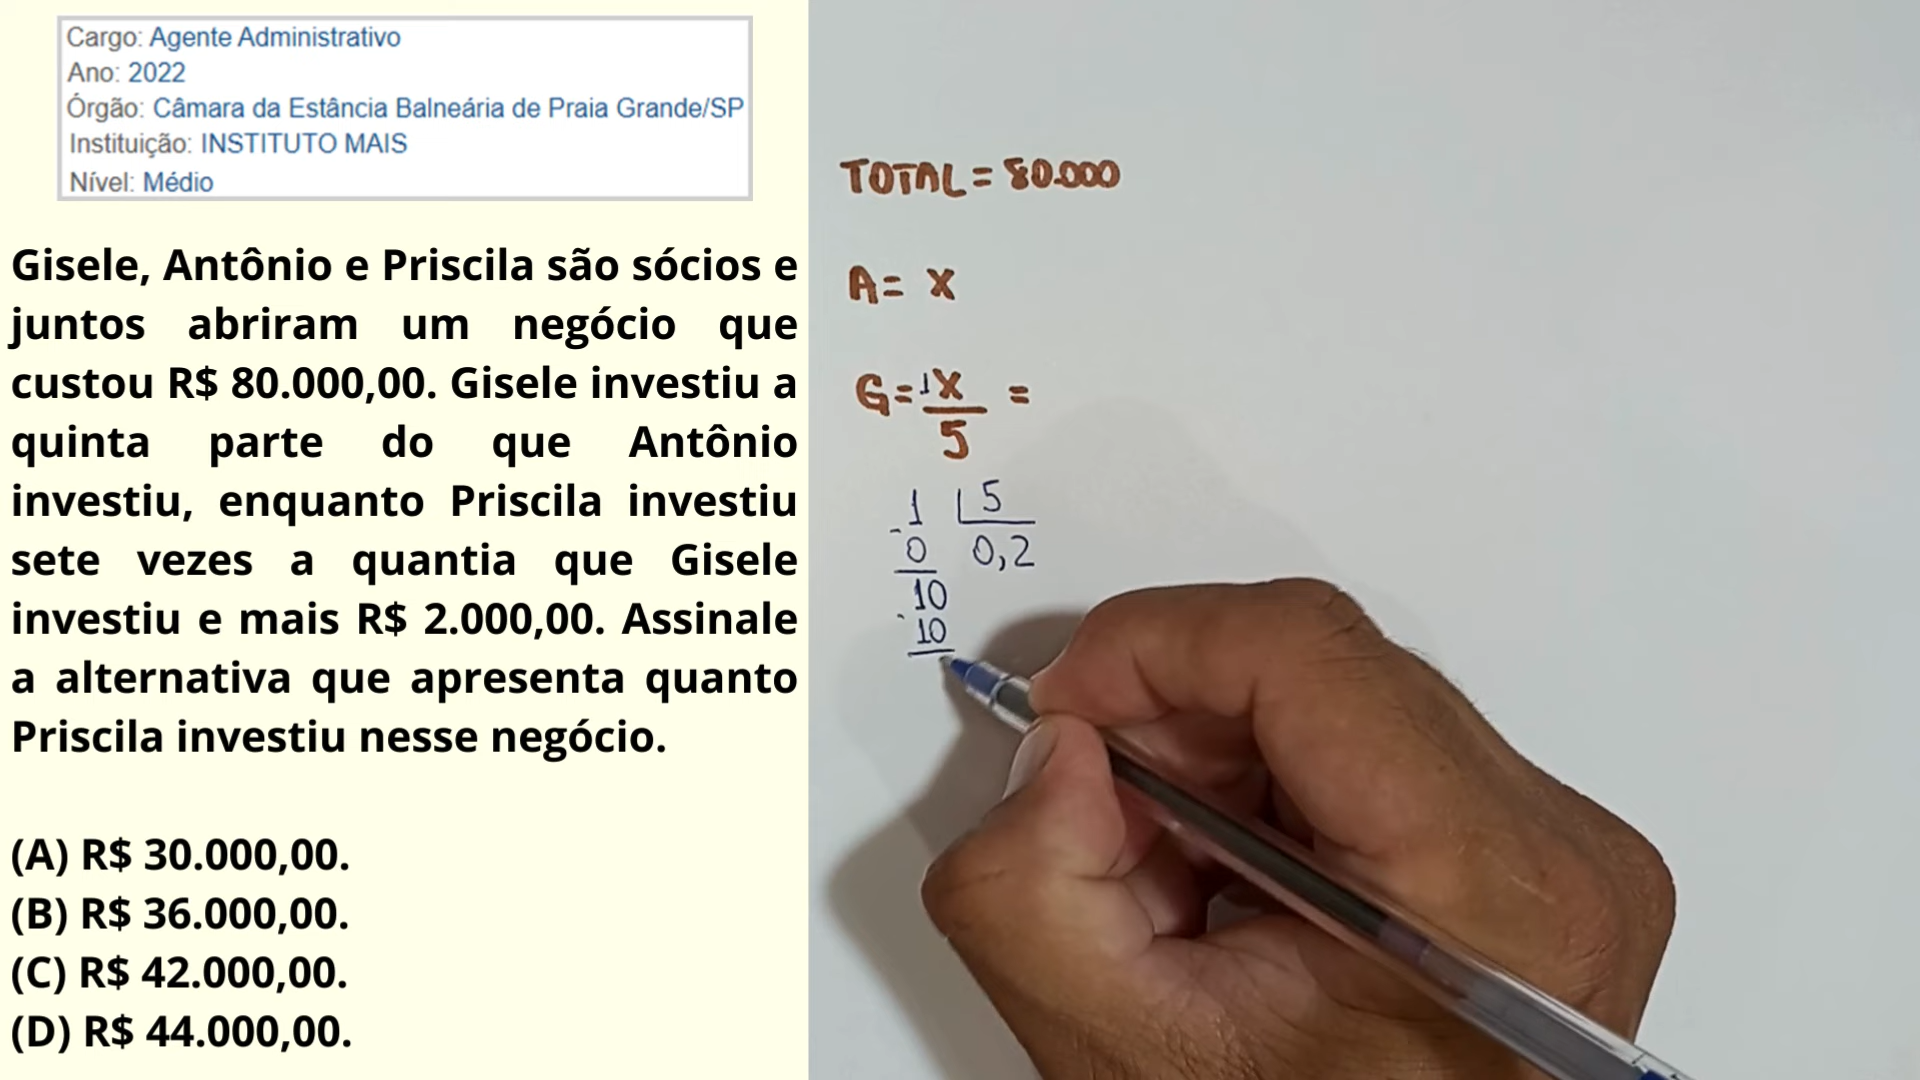 Cargo: Agente Administrativo
Ano: 2022
Órgão: Câmara da Estância Balneária de Praia Grande/SP
Instituição: INSTITUTO MAIS
Nível: Médio
Gisele, Antônio e Priscila são sócios e
juntos abriram um negócio que
custou R$ 80.000,00. Gisele investiu a
quinta parte do que Antônio
investiu, enquanto Priscila investiu
sete vezes a quantia que Gisele
investiu e mais R$ 2.000,00. Assinale
a alternativa que apresenta quanto
Priscila investiu nesse negócio.
(A) R$ 30.000,00.
(B) R$ 36.000,00.
(C) R$ 42.000,00.
(D) R$ 44.000,00.
TOTAL = 80.000
A = X
G = 1X =
5
1 5
- 0 0,2
10
- 10